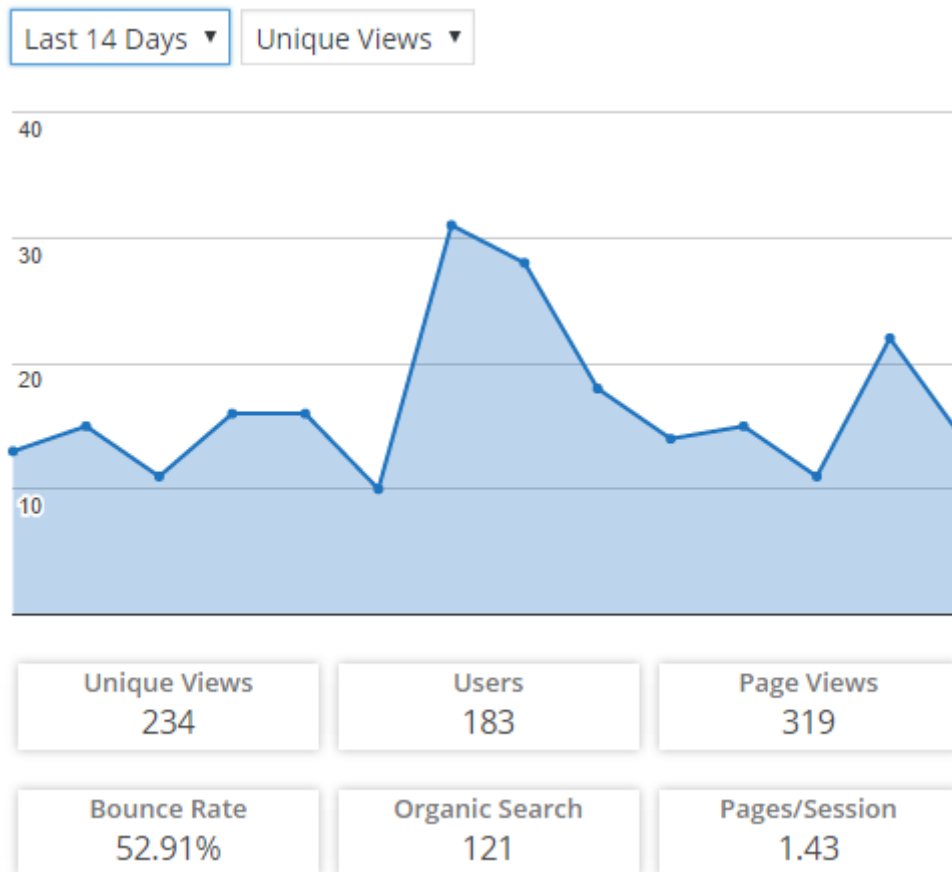 Last 14 Days ▼ Unique Views ▼
40
30
20
10
Unique Views Users Page Views
234 183 319
Bounce Rate Organic Search Pages/Session
52.91% 121 1.43